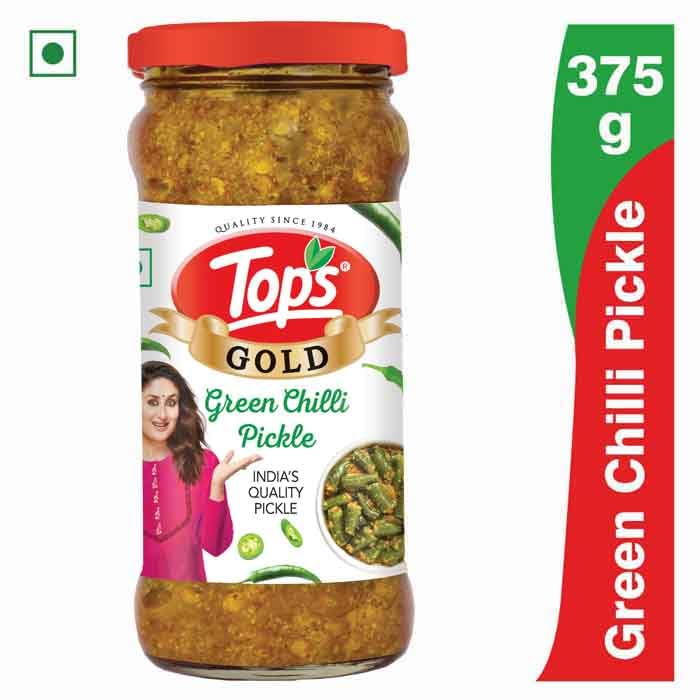 QUALITY SINCE 1984
Tops®
GOLD
Green Chilli
Pickle
INDIA'S
QUALITY
PICKLE
375
g
Green Chilli Pickle